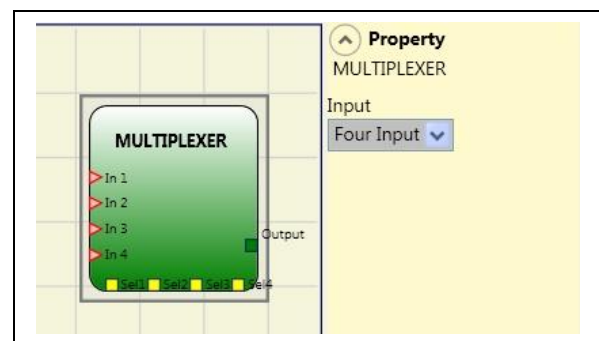 MULTIPLEXER
In 1
In 2
In 3
In 4
Output
Sel1 Sel2 Sel3 Sel4
Property
MULTIPLEXER
Input
Four Input